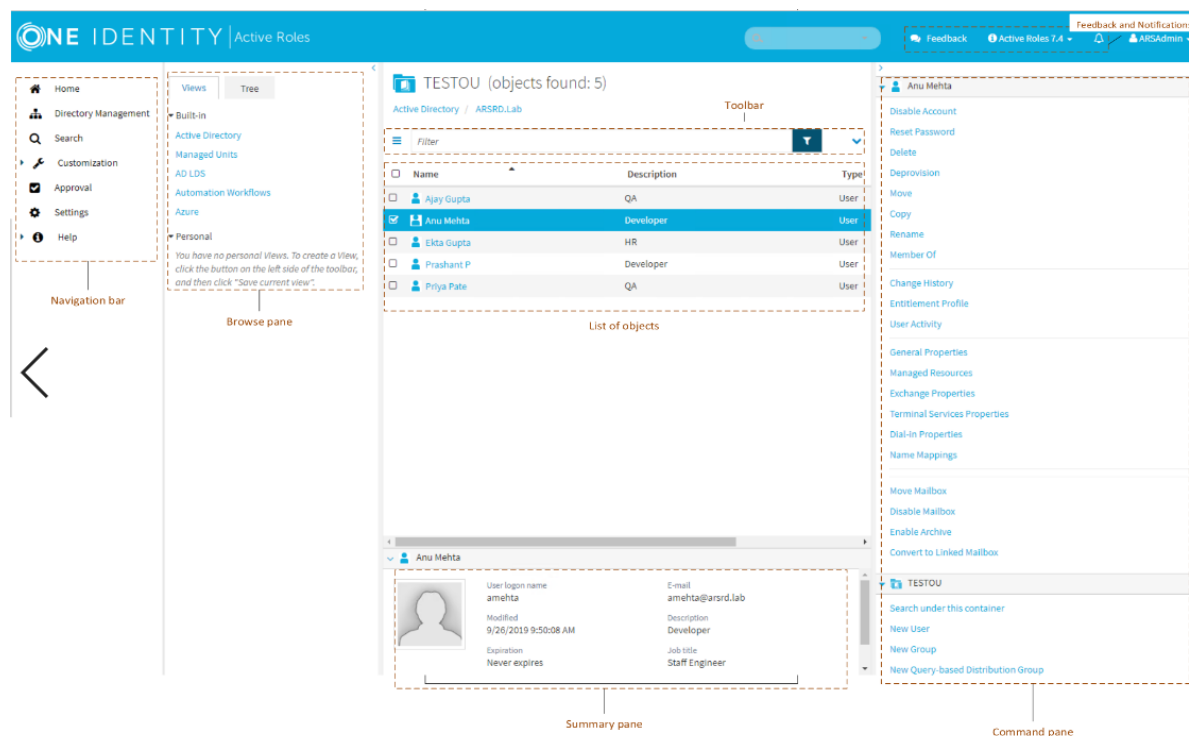 Feedback and Notifications
ONE IDENTITY | Active Roles
Feedback
Active Roles 7.4
ARSAdmin
Home
Directory Management
Search
Customization
Approval
Settings
Help
Navigation bar
Views
Tree
Built-in
Active Directory
Managed Units
AD LDS
Automation Workflows
Azure
Personal
You have no personal Views. To create a View,
click the button on the left side of the toolbar,
and then click "Save current view".
Browse pane
TESTOU (objects found: 5)
Active Directory / ARSRD.Lab
Toolbar
Filter
Name Description Type
Ajay Gupta QA User
Anu Mehta Developer User
Ekta Gupta HR User
Prashant P Developer User
Priya Pate QA User
List of objects
Anu Mehta
User logon name E-mail
amehta amehta@arsrd.lab
Modified Description
9/26/2019 9:50:08 AM Developer
Expiration Job title
Never expires Staff Engineer
Summary pane
Anu Mehta
Disable Account
Reset Password
Delete
Deprovision
Move
Copy
Rename
Member Of
Change History
Entitlement Profile
User Activity
General Properties
Managed Resources
Exchange Properties
Terminal Services Properties
Dial-in Properties
Name Mappings
Move Mailbox
Disable Mailbox
Enable Archive
Convert to Linked Mailbox
TESTOU
Search under this container
New User
New Group
New Query-based Distribution Group
Command pane